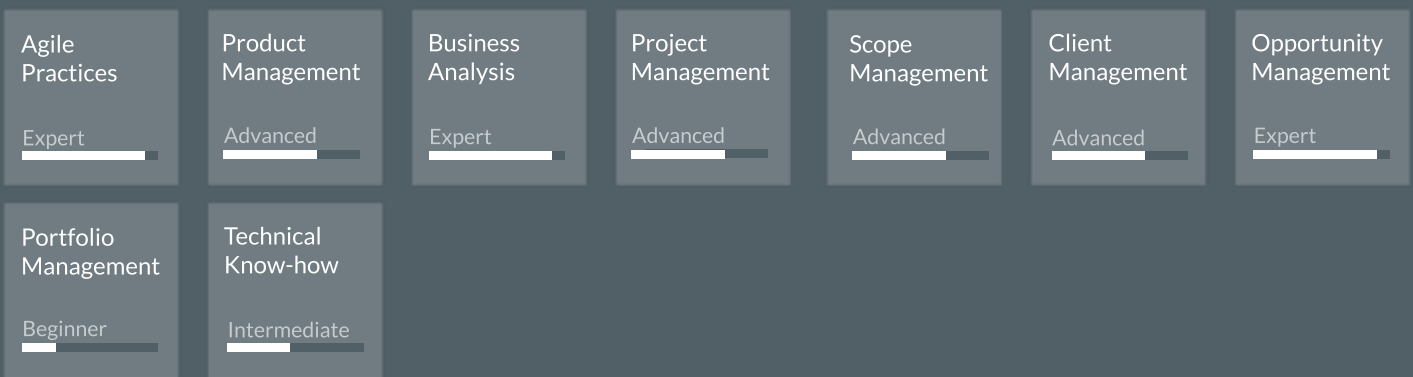 Agile
Practices
Expert
Product
Management
Advanced
Business
Analysis
Expert
Project
Management
Advanced
Scope
Management
Advanced
Client
Management
Advanced
Opportunity
Management
Expert
Portfolio
Management
Beginner
Technical
Know-how
Intermediate